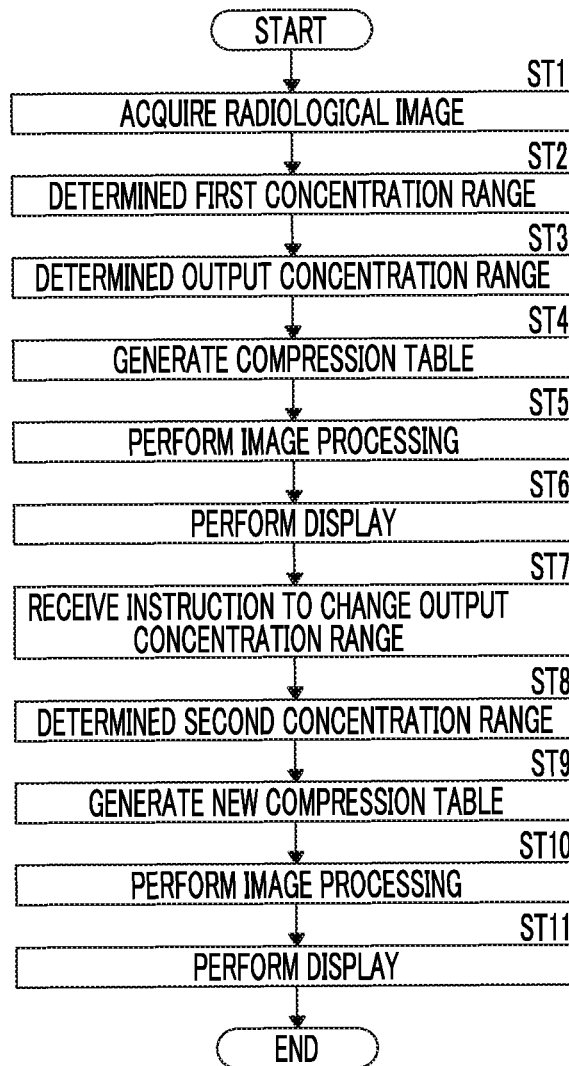 START
ST1
ACQUIRE RADIOLOGICAL IMAGE
ST2
DETERMINED FIRST CONCENTRATION RANGE
ST3
DETERMINED OUTPUT CONCENTRATION RANGE
ST4
GENERATE COMPRESSION TABLE
ST5
PERFORM IMAGE PROCESSING
ST6
PERFORM DISPLAY
ST7
RECEIVE INSTRUCTION TO CHANGE OUTPUT
CONCENTRATION RANGE
ST8
DETERMINED SECOND CONCENTRATION RANGE
ST9
GENERATE NEW COMPRESSION TABLE
ST10
PERFORM IMAGE PROCESSING
ST11
PERFORM DISPLAY
END